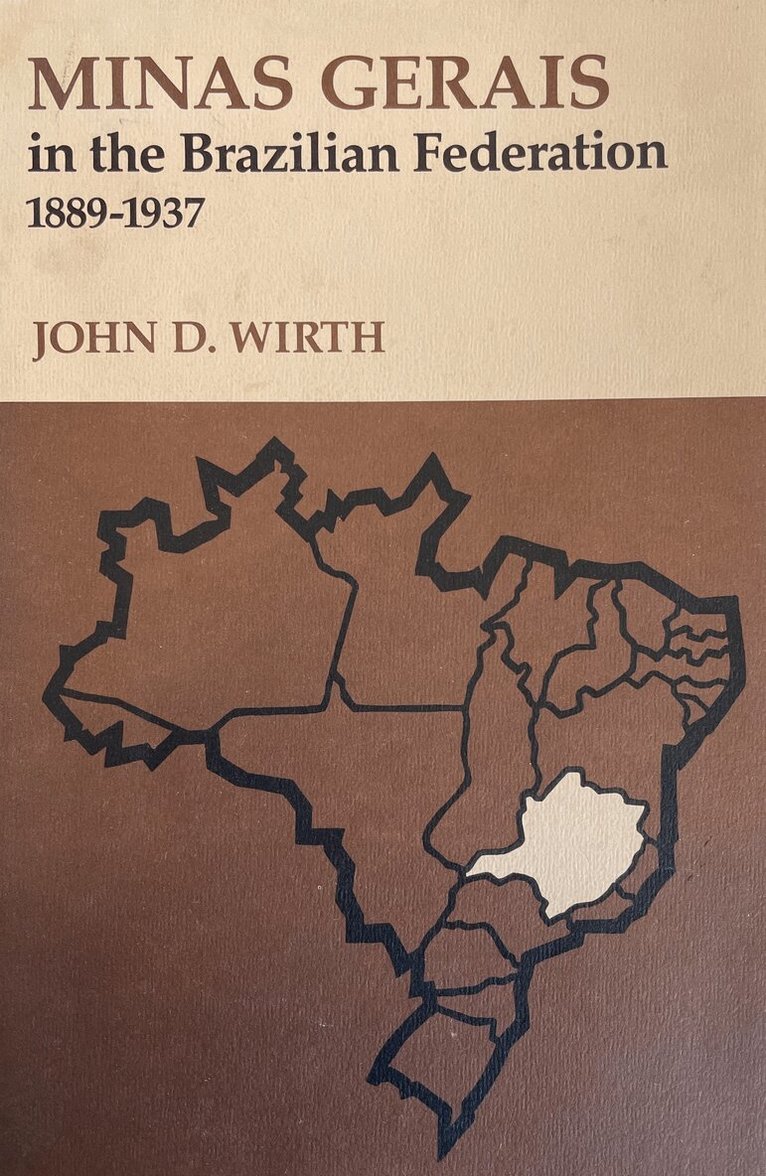 MINAS GERAIS
in the Brazilian Federation
1889-1937
JOHN D. WIRTH